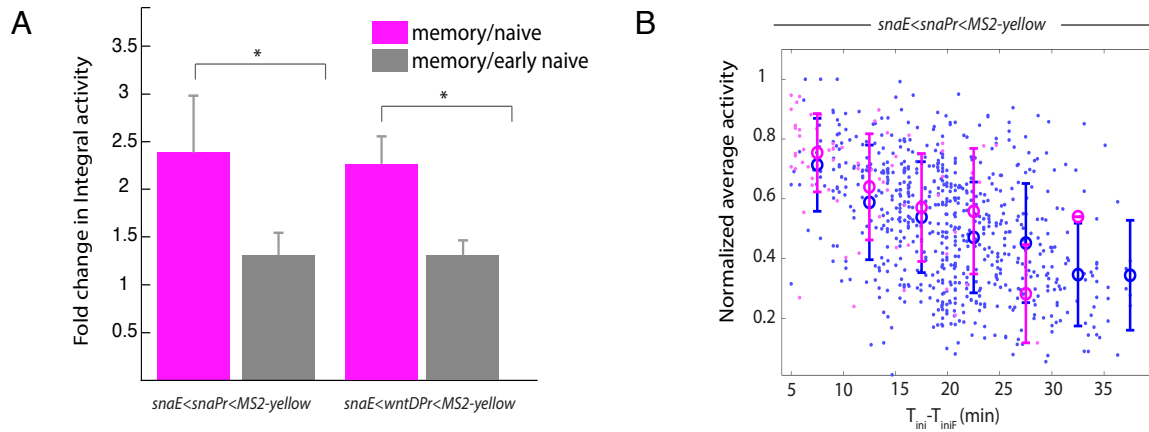 A
Fold change in Integral activity
3.5
3
2.5
2
1.5
1
0.5
memory/naive
memory/early naive
*
*
snaE<snaPr<MS2-yellow
snaE<wntDPr<MS2-yellow
B
snaE<snaPr<MS2-yellow
Normalized average activity
1
0.8
0.6
0.4
0.2
5 10 15 20 25 30 35
Tini-TiniF (min)